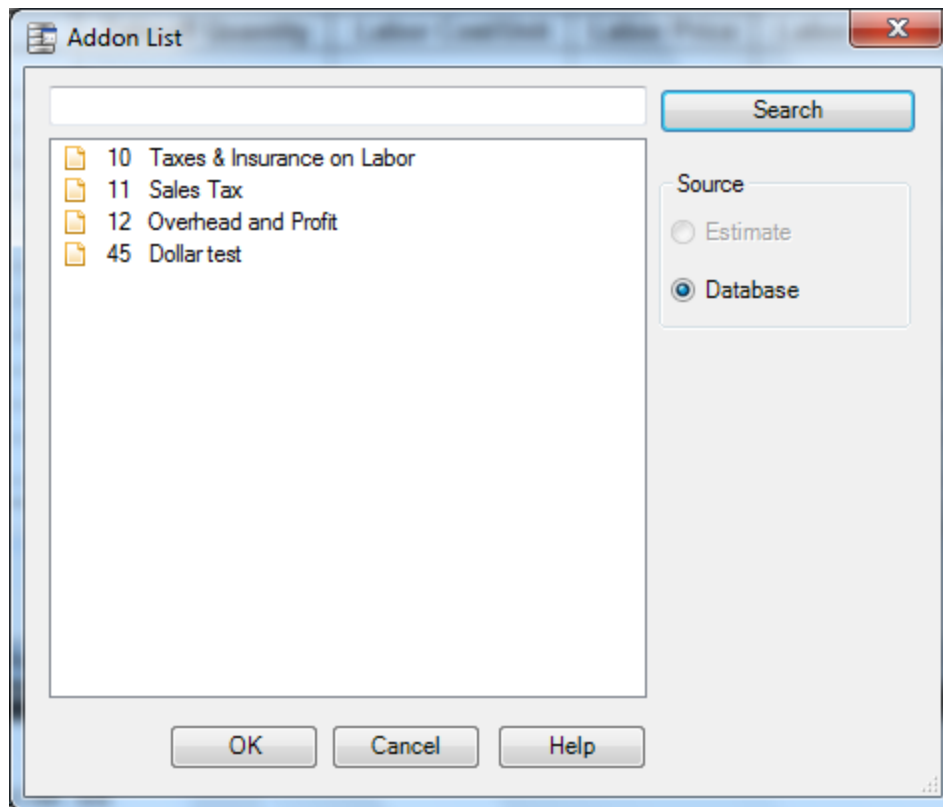 Addon List
Search
10 Taxes & Insurance on Labor
11 Sales Tax
12 Overhead and Profit
45 Dollar test
Source
Estimate
Database
OK Cancel Help